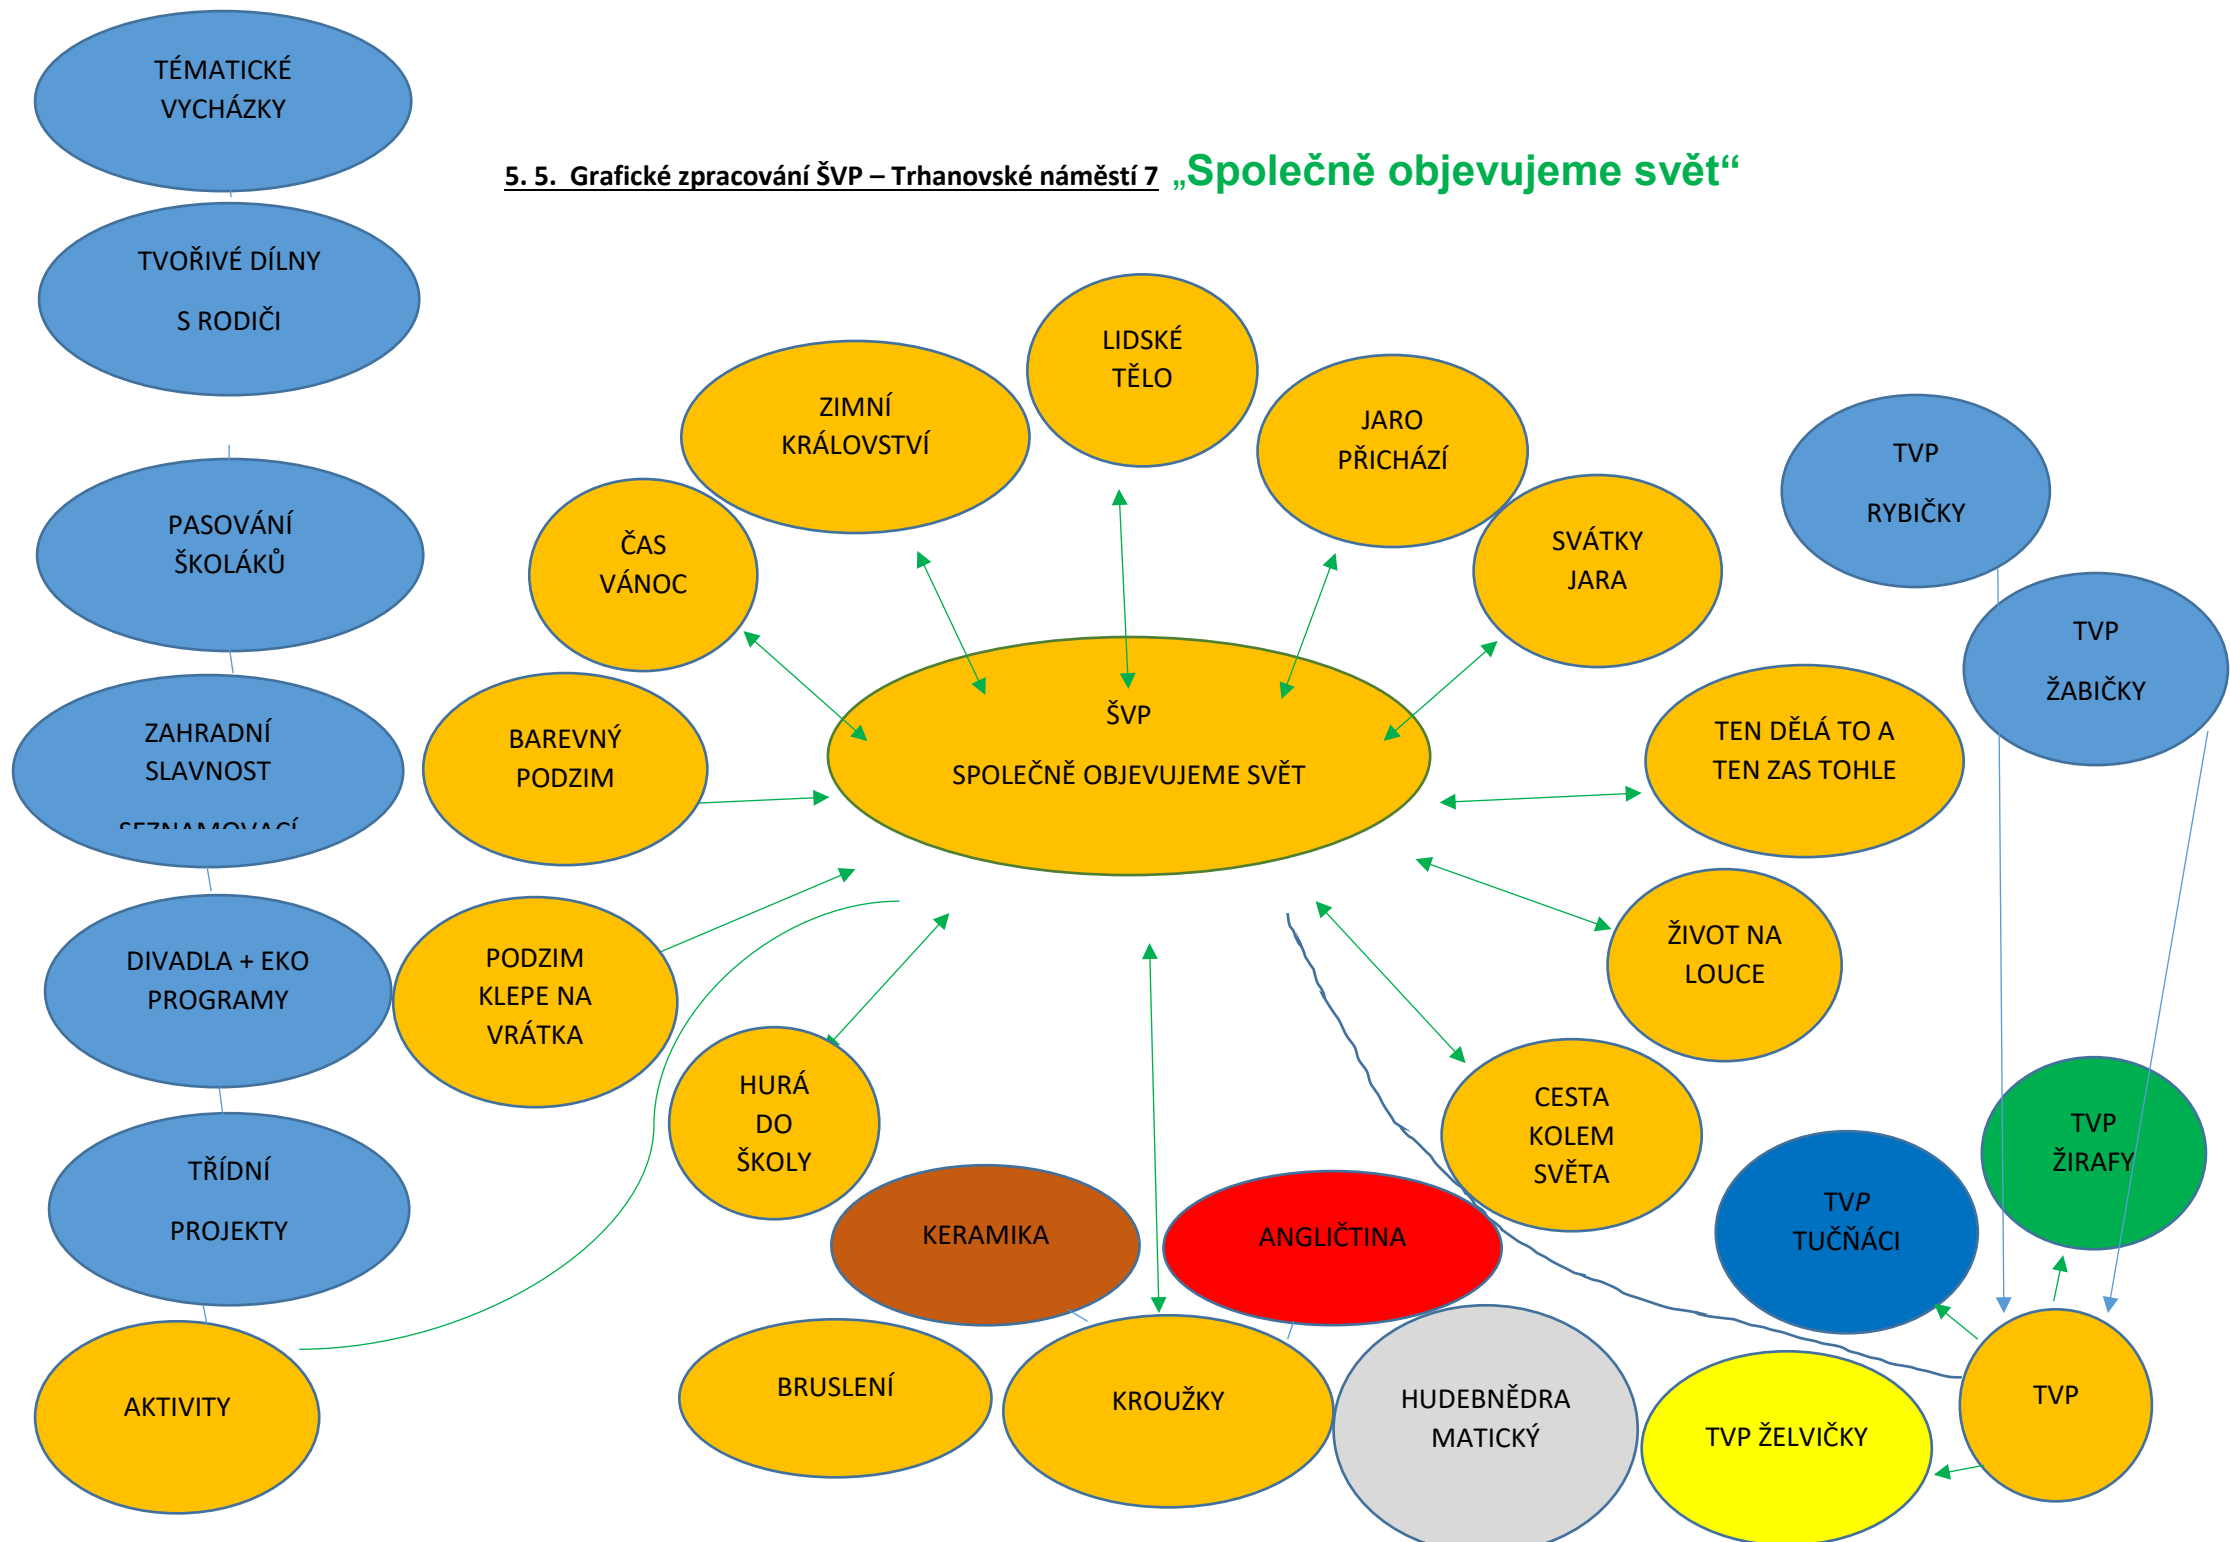 TÉMATICKÉ
VYCHÁZKY
5. 5.  Grafické zpracování ŠVP – Trhanovské náměstí 7 „Společně objevujeme svět“
TVOŘIVÉ DÍLNY
S RODIČI
PASOVÁNÍ
ŠKOLÁKŮ
ZAHRADNÍ
SLAVNOST
SEZNAMOVACÍ
DIVADLA + EKO
PROGRAMY
TŘÍDNÍ
PROJEKTY
AKTIVITY
LIDSKÉ
TĚLO
ZIMNÍ
KRÁLOVSTVÍ
JARO
PŘICHÁZÍ
ČAS
VÁNOC
SVÁTKY
JARA
BAREVNÝ
PODZIM
ŠVP
SPOLEČNĚ OBJEVUJEME SVĚT
TEN DĚLÁ TO A
TEN ZAS TOHLE
PODZIM
KLEPE NA
VRÁTKA
ŽIVOT NA
LOUCE
HURÁ
DO
ŠKOLY
CESTA
KOLEM
SVĚTA
KERAMIKA
ANGLIČTINA
BRUSLENÍ
KROUŽKY
HUDEBNĚDRA
MATICKÝ
TVP
RYBIČKY
TVP
ŽABIČKY
TVP
ŽIRAFY
TVP
TUČŇÁCI
TVP ŽELVIČKY
TVP